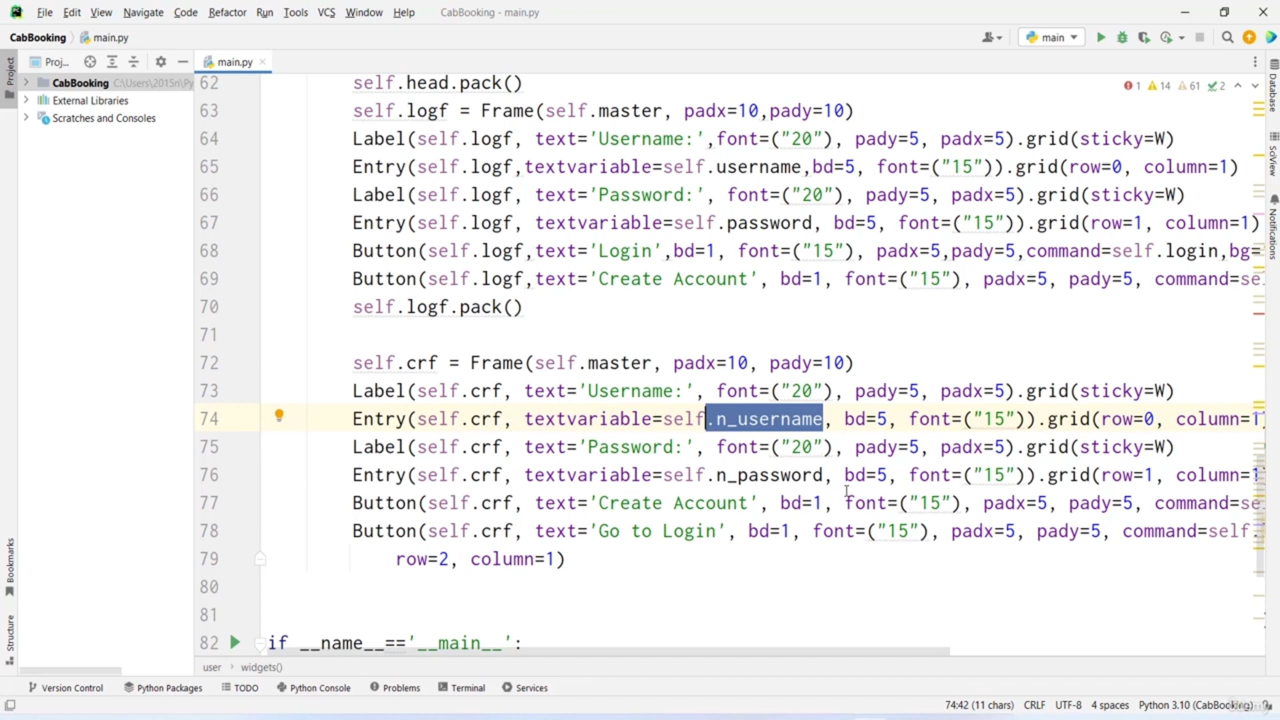 File Edit View Navigate Code Refactor Run Tools VCS Window Help CabBooking - main.py
CabBooking main.py main
Proj... main.py
CabBooking C:\Users\2015n\Py
External Libraries
Scratches and Consoles
1 14 61 2
62 self.head.pack()
63 self.logf = Frame(self.master, padx=10,pady=10)
64 Label(self.logf, text='Username:',font=("20"), pady=5, padx=5).grid(sticky=W)
65 Entry(self.logf,textvariable=self.username,bd=5, font=("15")).grid(row=0, column=1)
66 Label(self.logf, text='Password:', font=("20"), pady=5, padx=5).grid(sticky=W)
67 Entry(self.logf, textvariable=self.password, bd=5, font=("15")).grid(row=1, column=1)
68 Button(self.logf,text='Login',bd=1, font=("15"), padx=5,pady=5,command=self.login,bg=
69 Button(self.logf,text='Create Account', bd=1, font=("15"), padx=5, pady=5, command=se
70 self.logf.pack()
71
72 self.crf = Frame(self.master, padx=10, pady=10)
73 Label(self.crf, text='Username:', font=("20"), pady=5, padx=5).grid(sticky=W)
74 Entry(self.crf, textvariable=self.n_username, bd=5, font=("15")).grid(row=0, column=1
75 Label(self.crf, text='Password:', font=("20"), pady=5, padx=5).grid(sticky=W)
76 Entry(self.crf, textvariable=self.n_password, bd=5, font=("15")).grid(row=1, column=1
77 Button(self.crf, text='Create Account', bd=1, font=("15"), padx=5, pady=5, command=se
78 Button(self.crf, text='Go to Login', bd=1, font=("15"), padx=5, pady=5, command=self.
79 row=2, column=1)
80
81
82 if __name__=='__main__':
user widgets()
Project
Bookmarks
Structure
Database
SciView
Notifications
Version Control Python Packages TODO Python Console Problems Terminal Services
74:42 (11 chars) CRLF UTF-8 4 spaces Python 3.10 (CabBooking)